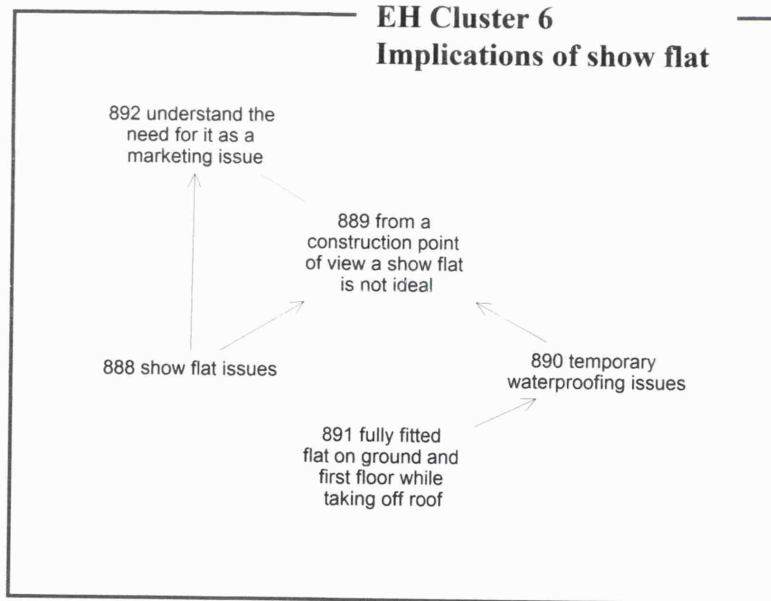 EH Cluster 6
Implications of show flat
892 understand the
need for it as a
marketing issue
889 from a
construction point
of view a show flat
is not ideal
888 show flat issues
890 temporary
waterproofing issues
891 fully fitted
flat on ground and
first floor while
taking off roof